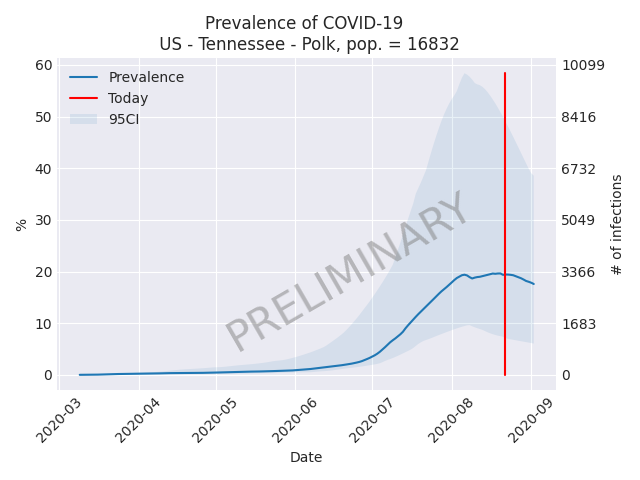 Prevalence of COVID-19
US - Tennessee - Polk, pop. = 16832
Prevalence
Today
95CI
PRELIMINARY
60
50
40
30
20
10
0
%
10099
8416
6732
5049
3366
1683
0
# of infections
2020-03
2020-04
2020-05
2020-06
2020-07
2020-08
2020-09
Date